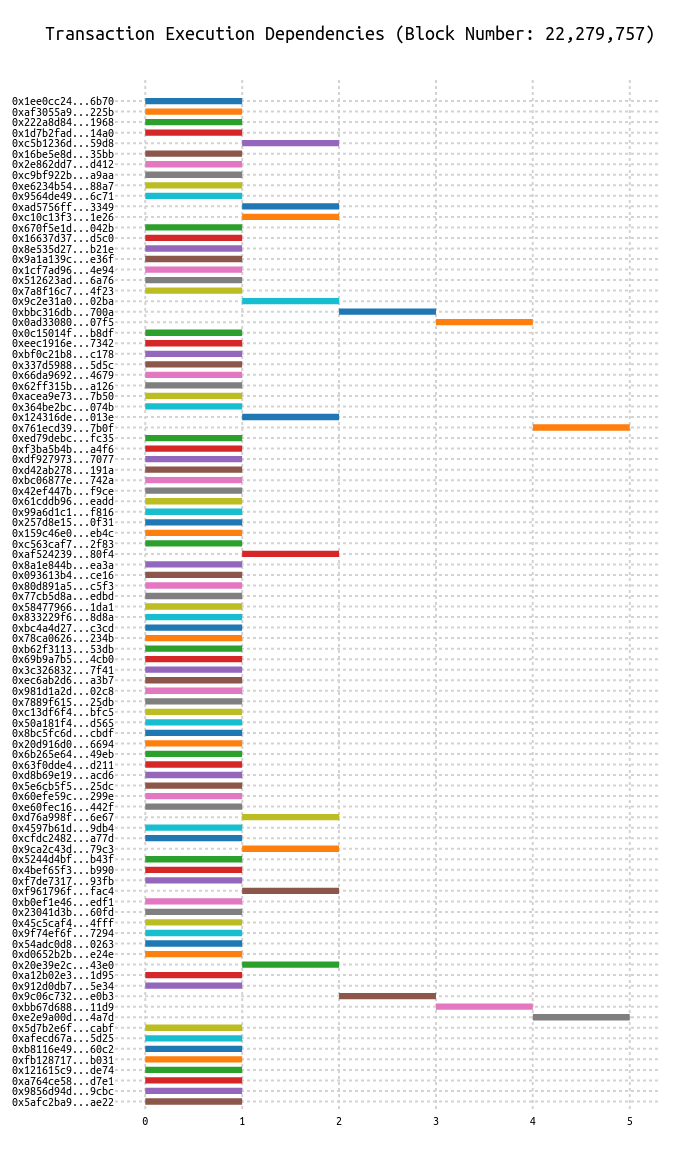 Transaction Execution Dependencies (Block Number: 22,279,757)
0x1ee0cc24...6b70
0xaf3055a9...225b
0x222a8d84...1968
0x1d7b2fad...14a0
0xc5b1236d...59d8
0x16be5e8d...35bb
0x2e862dd7...d412
0xc9bf922b...a9aa
0xe6234b54...88a7
0x9564de49...6c71
0xad5756ff...3349
0xc10c13f3...1e26
0x670f5e1d...042b
0x16637d37...d5c0
0x8e535d27...b21e
0x9a1a139c...e36f
0x1cf7ad96...4e94
0x512623ad...6a76
0x7a8f16c7...4f23
0x9c2e31a0...02ba
0xbbc316db...700a
0x0ad33080...07f5
0x0c15014f...b8df
0xeec1916e...7342
0xbf0c21b8...c178
0x337d5988...5d5c
0x66da9692...4679
0x62ff315b...a126
0xacea9e73...7b50
0x364be2bc...074b
0x124316de...013e
0x761ecd39...7b0f
0xed79debc...fc35
0xf3ba5b4b...a4f6
0xdf927973...7077
0xd42ab278...191a
0xbc06877e...742a
0x42ef447b...f9ce
0x61cddb96...eadd
0x99a6d1c1...f816
0x257d8e15...0f31
0x159c46e0...eb4c
0xc563caf7...2f83
0xaf524239...80f4
0x8a1e844b...ea3a
0x093613b4...ce16
0x80d891a5...c5f3
0x77cb5d8a...edbd
0x58477966...1da1
0x833229f6...8d8a
0xbc4a4d27...c3cd
0x78ca0626...234b
0xb62f3113...53db
0x69b9a7b5...4cb0
0x3c326832...7f41
0xec6ab2d6...a3b7
0x981d1a2d...02c8
0x7889f615...25db
0xc13df6f4...bfc5
0x50a181f4...d565
0x8bc5fc6d...cbdf
0x20d916d0...6694
0x6b265e64...49eb
0x63f0dde4...d211
0xd8b69e19...acd6
0x5e6cb5f5...25dc
0x60efe59c...299e
0xe60fec16...442f
0xd76a998f...6e67
0x4597b61d...9db4
0xcfdc2482...a77d
0x9ca2c43d...79c3
0x5244d4bf...b43f
0x4bef65f3...b990
0xf7de7317...93fb
0xf961796f...fac4
0xb0ef1e46...edf1
0x23041d3b...60fd
0x45c5caf4...4fff
0x9f74ef6f...7294
0x54adc0d8...0263
0xd0652b2b...e24e
0x20e39e2c...43e0
0xa12b02e3...1d95
0x912d0db7...5e34
0x9c06c732...e0b3
0xbb67d688...11d9
0xe2e9a00d...4a7d
0x5d7b2e6f...cabf
0xafecd67a...5d25
0xb8116e49...60c2
0xfb128717...b031
0x121615c9...de74
0xa764ce58...d7e1
0x9856d94d...9cbc
0x5afc2ba9...ae22
0 1 2 3 4 5